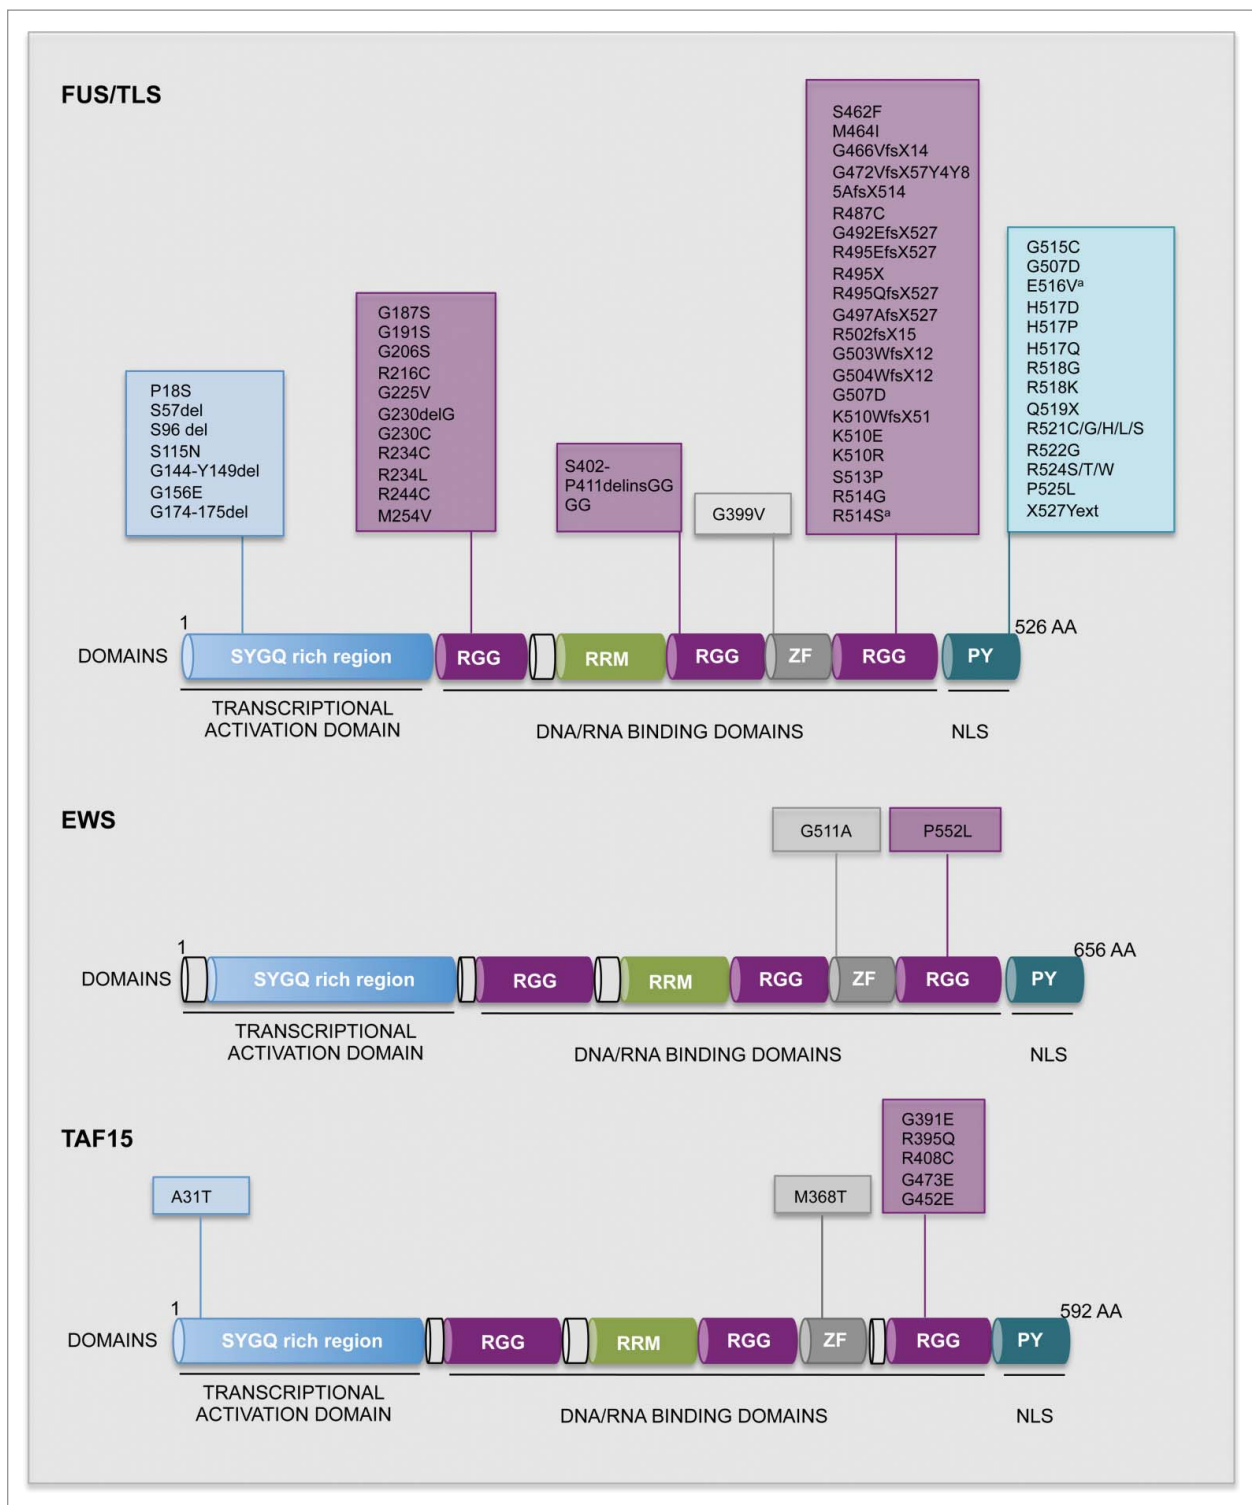 FUS/TLS
P18S
S57del
S96 del
S115N
G144-Y149del
G156E
G174-175del
G187S
G191S
G206S
R216C
G225V
G230delG
G230C
R234C
R234L
R244C
M254V
S402-
P411delinsGG
GG
G399V
S462F
M464I
G466VfsX14
G472VfsX57Y4Y8
5AfsX514
R487C
G492EfsX527
R495EfsX527
R495X
R495QfsX527
G497AfsX527
R502fsX15
G503WfsX12
G504WfsX12
G507D
K510WfsX51
K510E
K510R
S513P
R514G
R514Sᵃ
G515C
G507D
E516Vᵃ
H517D
H517P
H517Q
R518G
R518K
Q519X
R521C/G/H/L/S
R522G
R524S/T/W
P525L
X527Yext
1
526 AA
DOMAINS
SYGQ rich region
RGG
RRM
RGG
ZF
RGG
PY
TRANSCRIPTIONAL
ACTIVATION DOMAIN
DNA/RNA BINDING DOMAINS
NLS
EWS
G511A
P552L
1
656 AA
DOMAINS
SYGQ rich region
RGG
RRM
RGG
ZF
RGG
PY
TRANSCRIPTIONAL
ACTIVATION DOMAIN
DNA/RNA BINDING DOMAINS
NLS
TAF15
A31T
M368T
G391E
R395Q
R408C
G473E
G452E
1
592 AA
DOMAINS
SYGQ rich region
RGG
RRM
RGG
ZF
RGG
PY
TRANSCRIPTIONAL
ACTIVATION DOMAIN
DNA/RNA BINDING DOMAINS
NLS